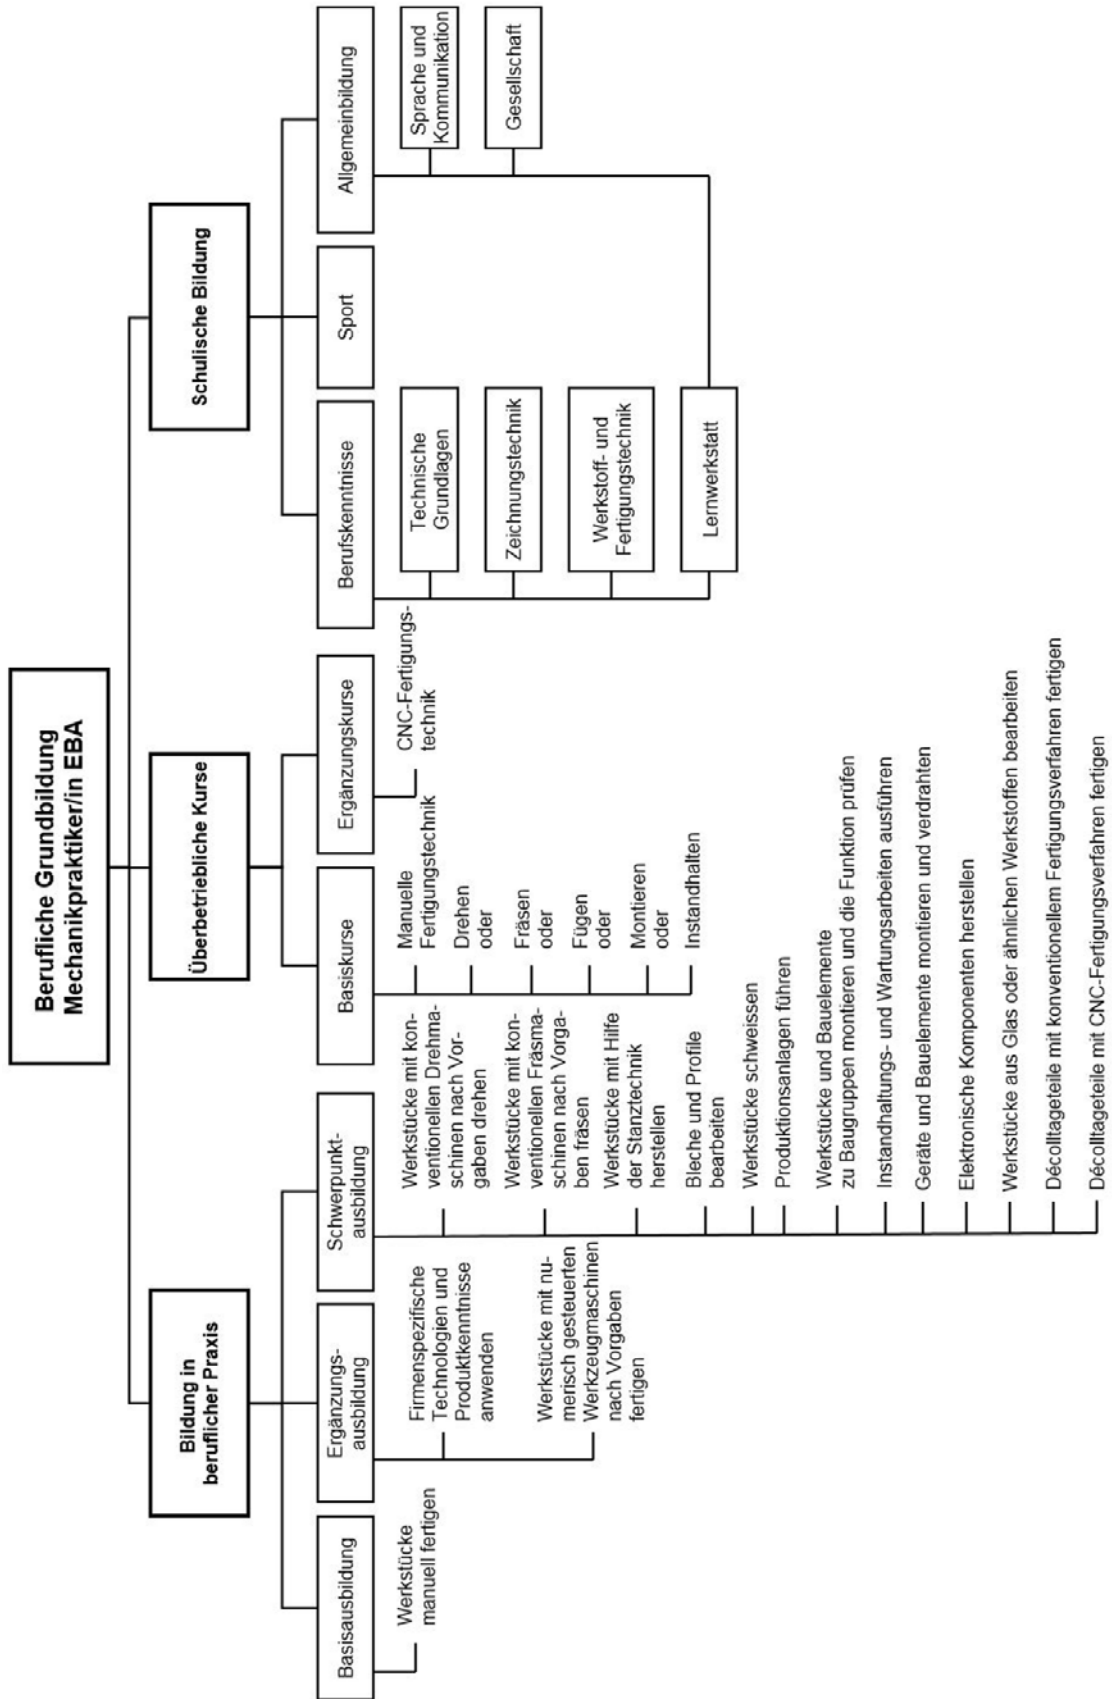 Berufliche Grundbildung
Mechanikpraktiker/in EBA
Bildung in
beruflicher Praxis
Überbetriebliche Kurse
Schulische Bildung
Basisausbildung
Ergänzungs-
ausbildung
Schwerpunkt-
ausbildung
Basiskurse
Ergänzungskurse
Berufskenntnisse
Sport
Allgemeinbildung
Werkstücke
manuell fertigen
Firmenspezifische
Technologien und
Produktkenntnisse
anwenden
Werkstücke mit nu-
merisch gesteuerten
Werkzeugmaschinen
nach Vorgaben
fertigen
Werkstücke mit kon-
ventionellen Drehma-
schinen nach Vor-
gaben drehen
Werkstücke mit kon-
ventionellen Fräsma-
schinen nach Vorga-
ben fräsen
Werkstücke mit Hilfe
der Stanztechnik
herstellen
Bleche und Profile
bearbeiten
Werkstücke schweissen
Produktionsanlagen führen
Werkstücke und Bauelemente
zu Baugruppen montieren und die Funktion prüfen
Instandhaltungs- und Wartungsarbeiten ausführen
Geräte und Bauelemente montieren und verdrahten
Elektronische Komponenten herstellen
Werkstücke aus Glas oder ähnlichen Werkstoffen bearbeiten
Décolltageteile mit konventionellem Fertigungsverfahren fertigen
Décolltageteile mit CNC-Fertigungsverfahren fertigen
Manuelle
Fertigungstechnik
Drehen
oder
Fräsen
oder
Fügen
oder
Montieren
oder
Instandhalten
CNC-Fertigungs-
technik
Technische
Grundlagen
Zeichnungstechnik
Werkstoff- und
Fertigungstechnik
Lernwerkstatt
Sprache und
Kommunikation
Gesellschaft